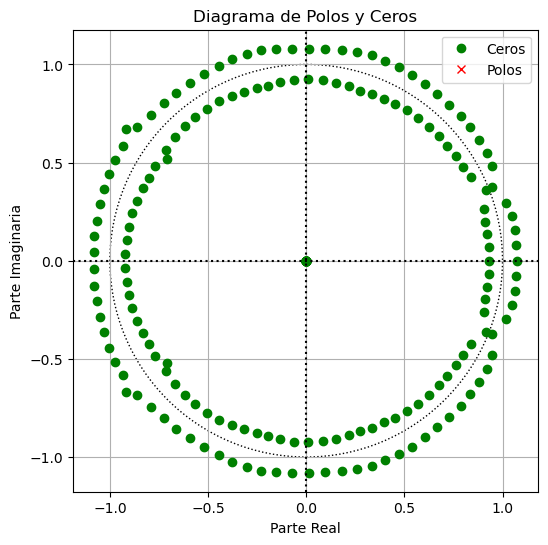 Diagrama de Polos y Ceros
Ceros
Polos
Parte Imaginaria
1.0
0.5
0.0
−0.5
−1.0
−1.0 −0.5 0.0 0.5 1.0
Parte Real